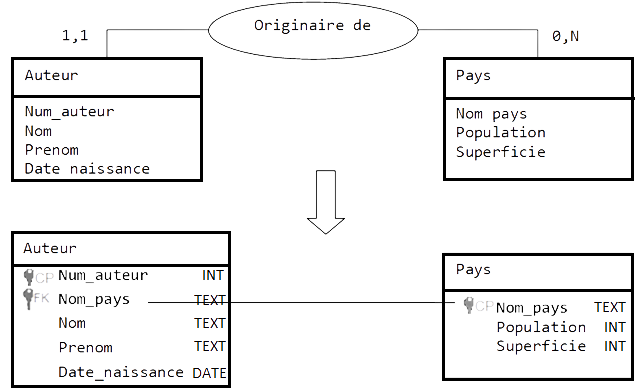 Originaire de
1,1
0,N
Auteur
Num_auteur
Nom
Prenom
Date naissance
Pays
Nom pays
Population
Superficie
Auteur
CP Num_auteur INT
FK Nom_pays TEXT
Nom TEXT
Prenom TEXT
Date_naissance DATE
Pays
CP Nom_pays TEXT
Population INT
Superficie INT